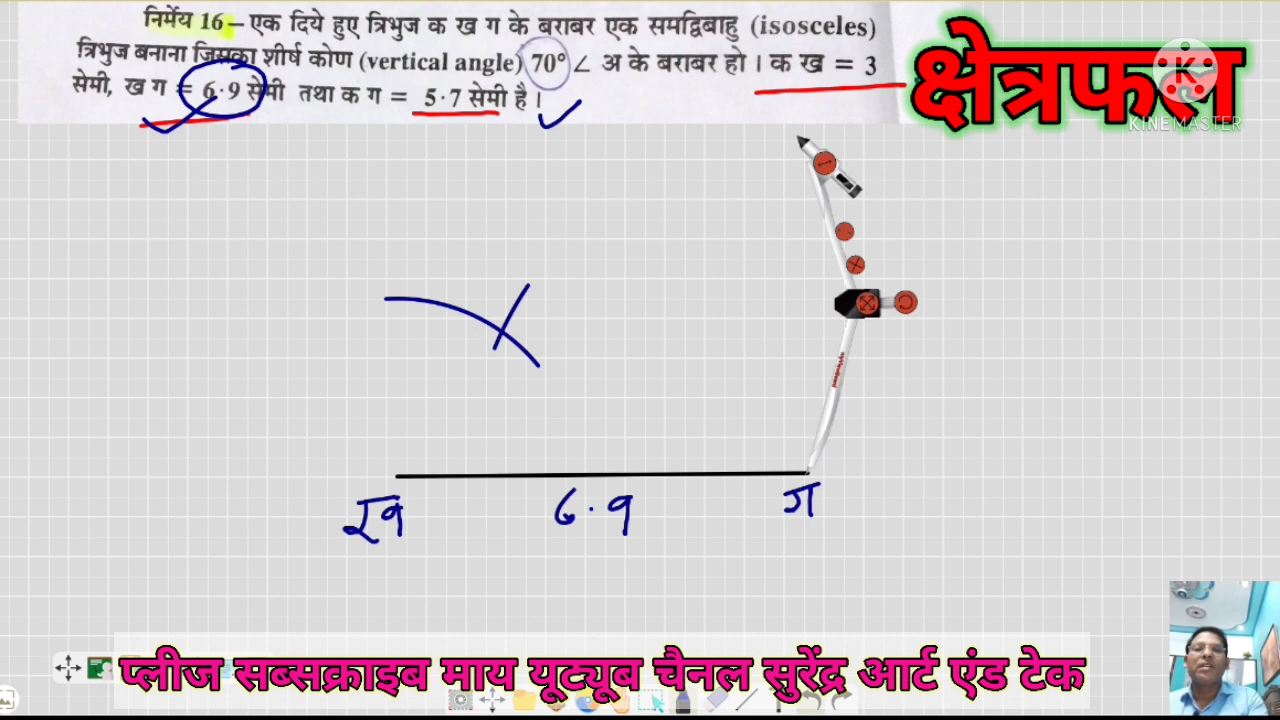 निर्मेय 16 – एक दिये हुए त्रिभुज क ख ग के बराबर एक समद्विबाहु (isosceles)
त्रिभुज बनाना जिसका शीर्ष कोण (vertical angle) 70° ∠ अ के बराबर हो । क ख = 3
सेमी, ख ग = 6·9 सेमी तथा क ग = 5·7 सेमी है ।
क्षेत्रफल
KINEMASTER
ख 6.9 ग
प्लीज सब्सक्राइब माय यूट्यूब चैनल सुरेंद्र आर्ट एंड टेक